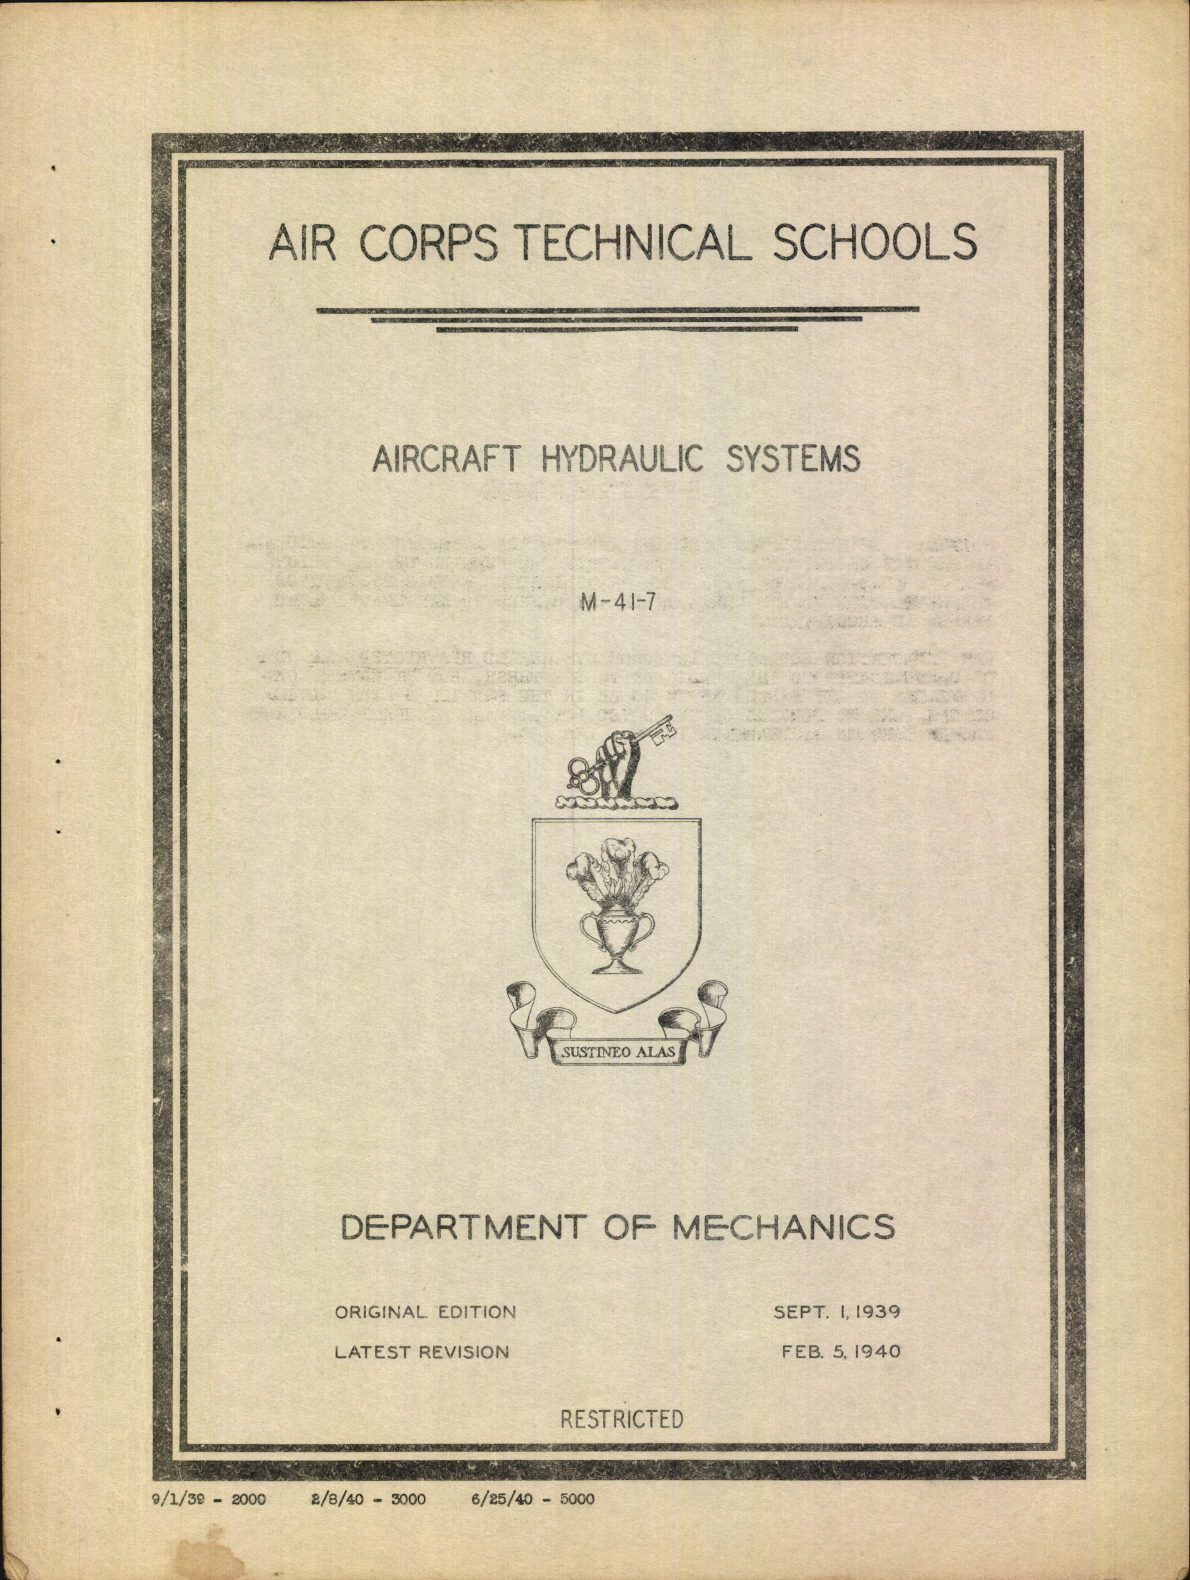 AIR CORPS TECHNICAL SCHOOLS
AIRCRAFT HYDRAULIC SYSTEMS
M-41-7
SUSTINEO ALAS
DEPARTMENT OF MECHANICS
ORIGINAL EDITION SEPT. 1, 1939
LATEST REVISION FEB. 5, 1940
RESTRICTED
9/1/39 - 2000 2/8/40 - 3000 6/25/40 - 5000